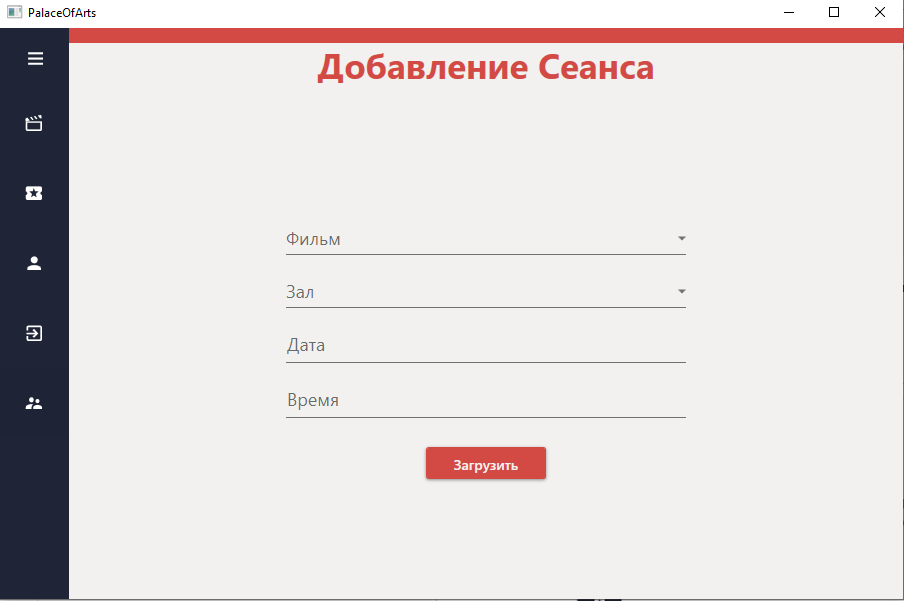 PalaceOfArts
Добавление Сеанса
Фильм
Зал
Дата
Время
Загрузить